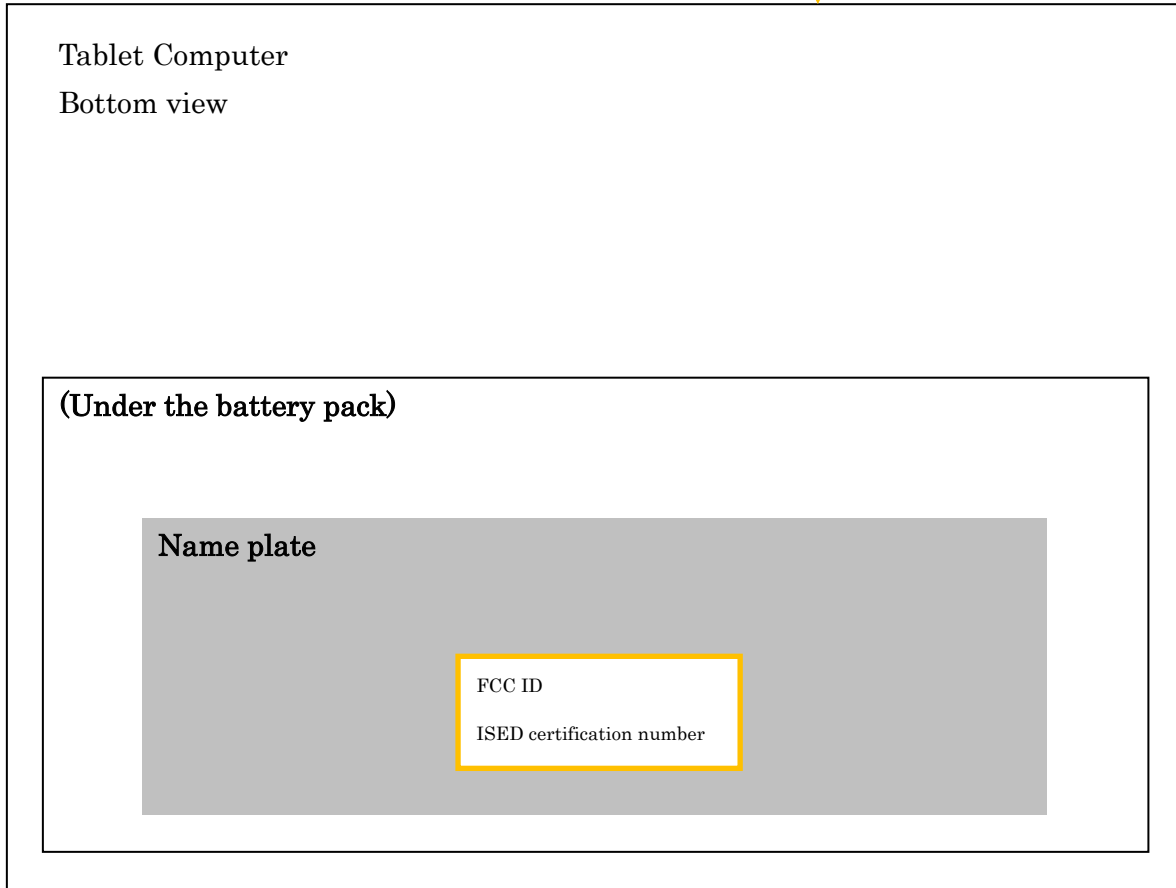 Tablet Computer
Bottom view
(Under the battery pack)
Name plate
FCC ID
ISED certification number